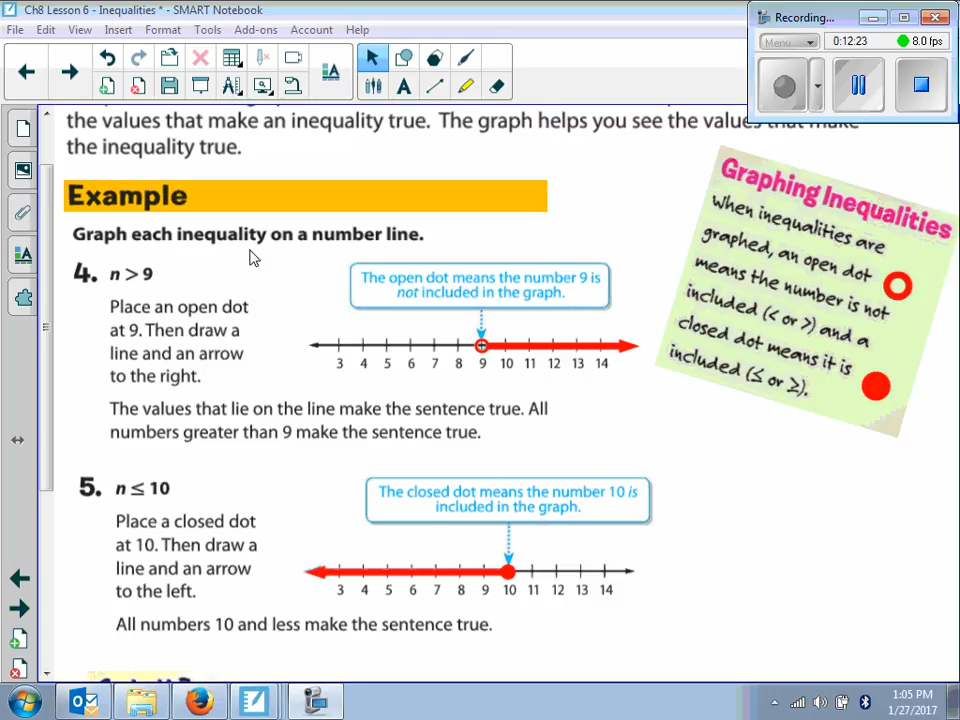 Ch8 Lesson 6 - Inequalities * - SMART Notebook
File Edit View Insert Format Tools Add-ons Account Help
Recording...
Menu 0:12:23 8.0 fps
the values that make an inequality true. The graph helps you see the values that make
the inequality true.
Example
Graph each inequality on a number line.
4. n > 9
Place an open dot
at 9. Then draw a
line and an arrow
to the right.
The open dot means the number 9 is
not included in the graph.
3 4 5 6 7 8 9 10 11 12 13 14
The values that lie on the line make the sentence true. All
numbers greater than 9 make the sentence true.
5. n ≤ 10
Place a closed dot
at 10. Then draw a
line and an arrow
to the left.
The closed dot means the number 10 is
included in the graph.
3 4 5 6 7 8 9 10 11 12 13 14
All numbers 10 and less make the sentence true.
Graphing Inequalities
When inequalities are
graphed, an open dot
means the number is not
included (< or >) and a
closed dot means it is
included (≤ or ≥).
1:05 PM
1/27/2017